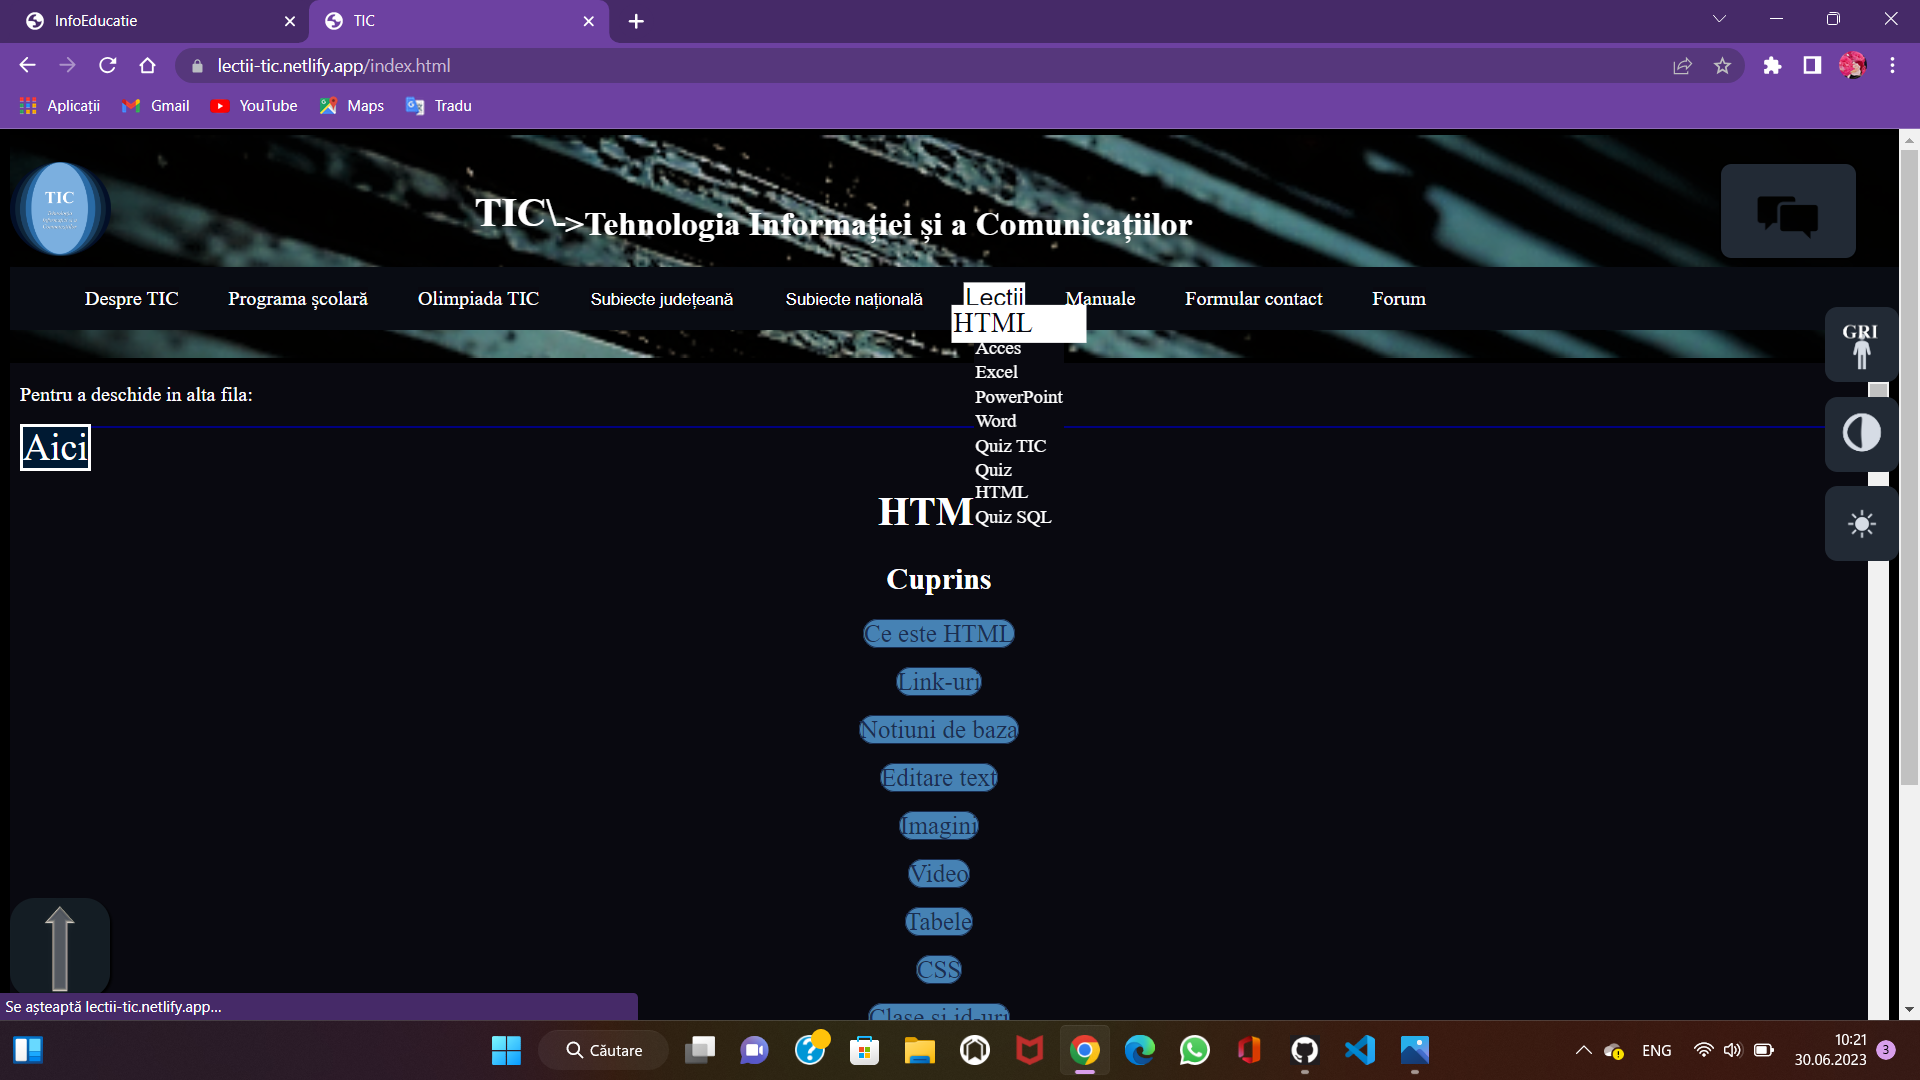 InfoEducatie
TIC
lectii-tic.netlify.app/index.html
Aplicații
Gmail
YouTube
Maps
Tradu
TIC
TIC\->Tehnologia Informației și a Comunicațiilor
Despre TIC
Programa școlară
Olimpiada TIC
Subiecte județeană
Subiecte națională
Lectii
Manuale
Formular contact
Forum
HTML
Acces
Excel
PowerPoint
Word
Quiz TIC
Quiz
HTML
Quiz SQL
GRI
Pentru a deschide in alta fila:
Aici
HTM
Cuprins
Ce este HTML
Link-uri
Notiuni de baza
Editare text
Imagini
Video
Tabele
CSS
Clase si id-uri
Se așteaptă lectii-tic.netlify.app...
Căutare
ENG
10:21
30.06.2023
3